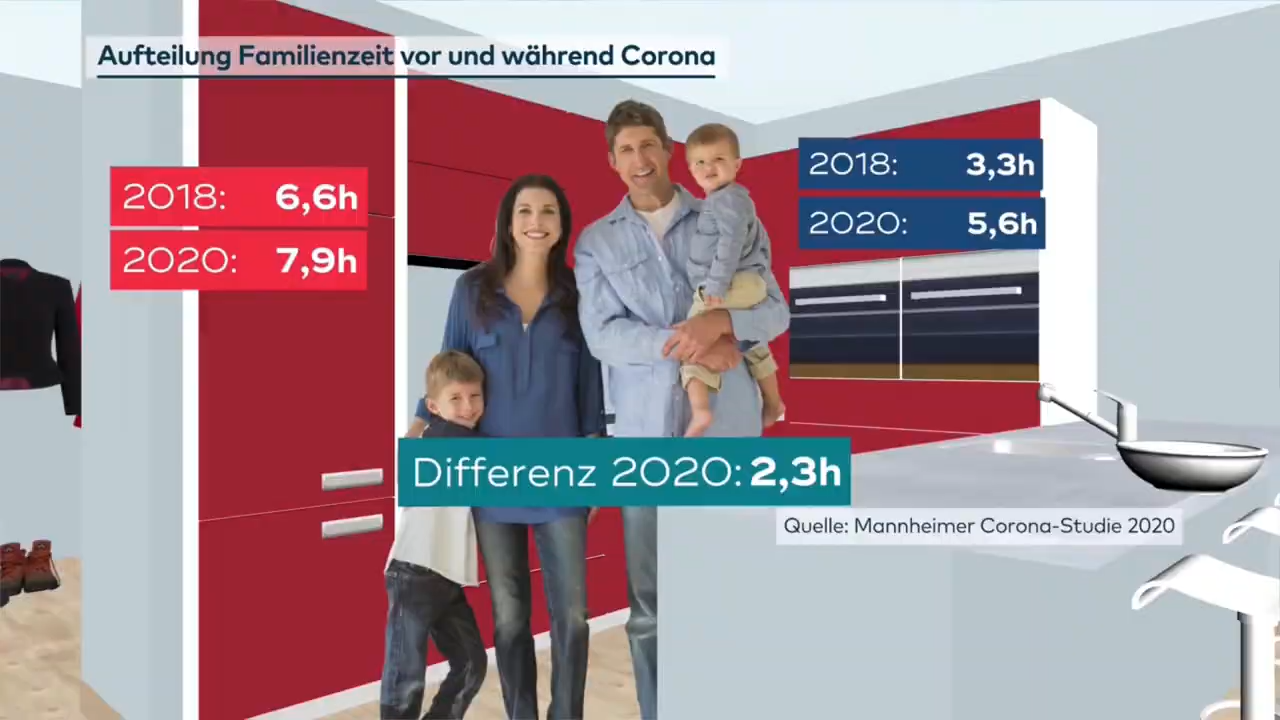 Aufteilung Familienzeit vor und während Corona
2018: 6,6h
2020: 7,9h
2018: 3,3h
2020: 5,6h
Differenz 2020: 2,3h
Quelle: Mannheimer Corona-Studie 2020